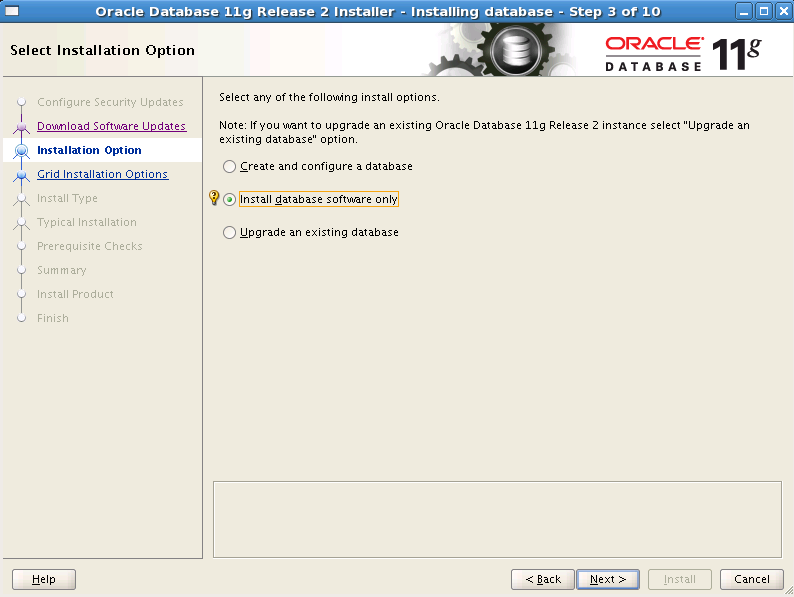 Oracle Database 11g Release 2 Installer - Installing database - Step 3 of 10
Select Installation Option
ORACLE
DATABASE
11g
Configure Security Updates
Download Software Updates
Installation Option
Grid Installation Options
Install Type
Typical Installation
Prerequisite Checks
Summary
Install Product
Finish
Select any of the following install options.
Note: If you want to upgrade an existing Oracle Database 11g Release 2 instance select "Upgrade an
existing database" option.
Create and configure a database
Install database software only
Upgrade an existing database
Help
< Back
Next >
Install
Cancel